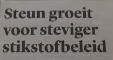 Steun groeit
voor steviger
stikstofbeleid